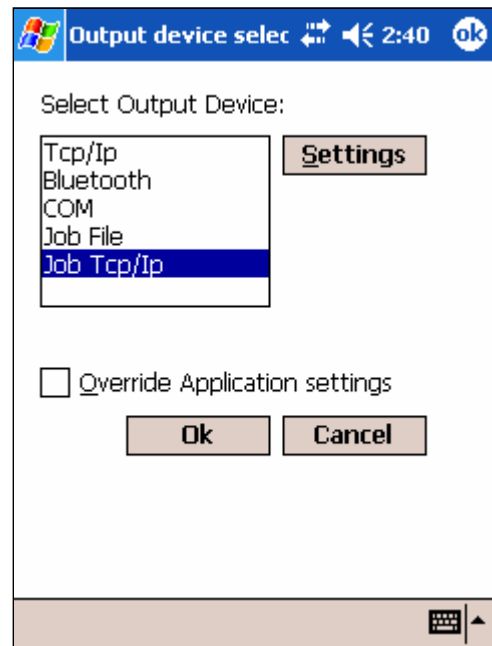 Output device selec 2:40 ok
Select Output Device:
Tcp/Ip
Settings
Bluetooth
COM
Job File
Job Tcp/Ip
Override Application settings
Ok Cancel